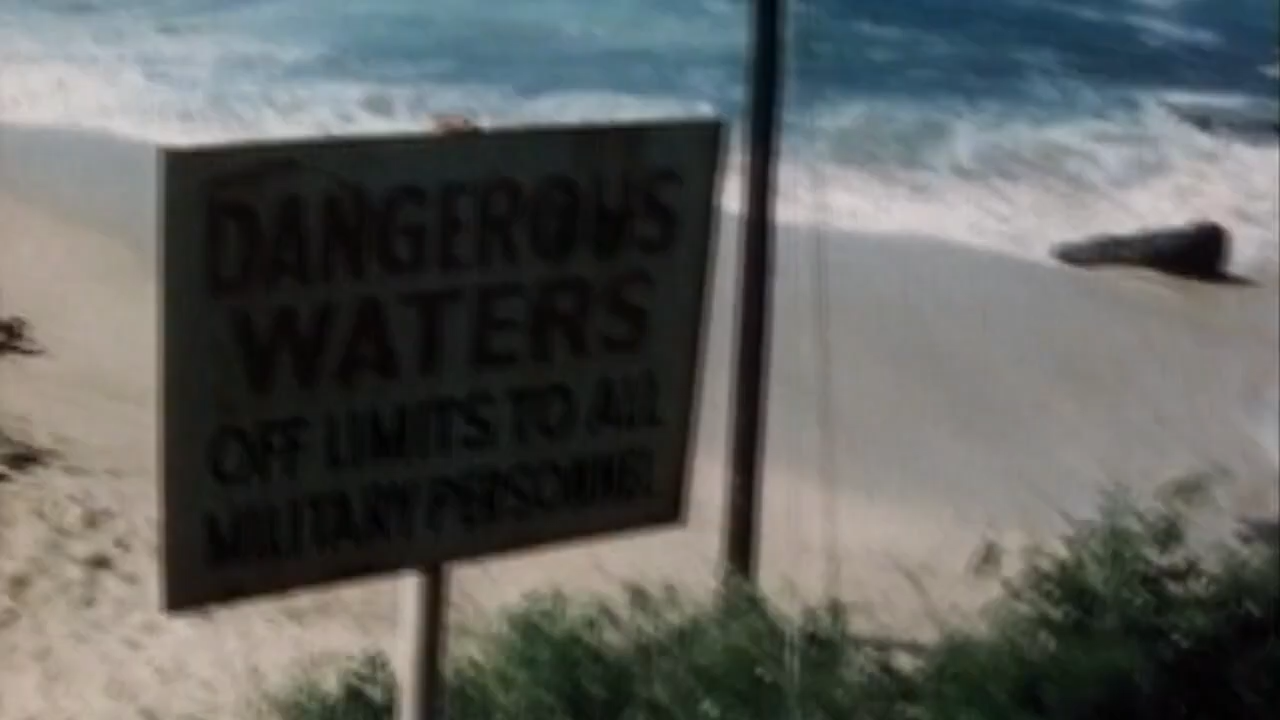 DANGEROUS
WATERS
OFF LIMITS TO ALL
MILITARY PERSONNEL